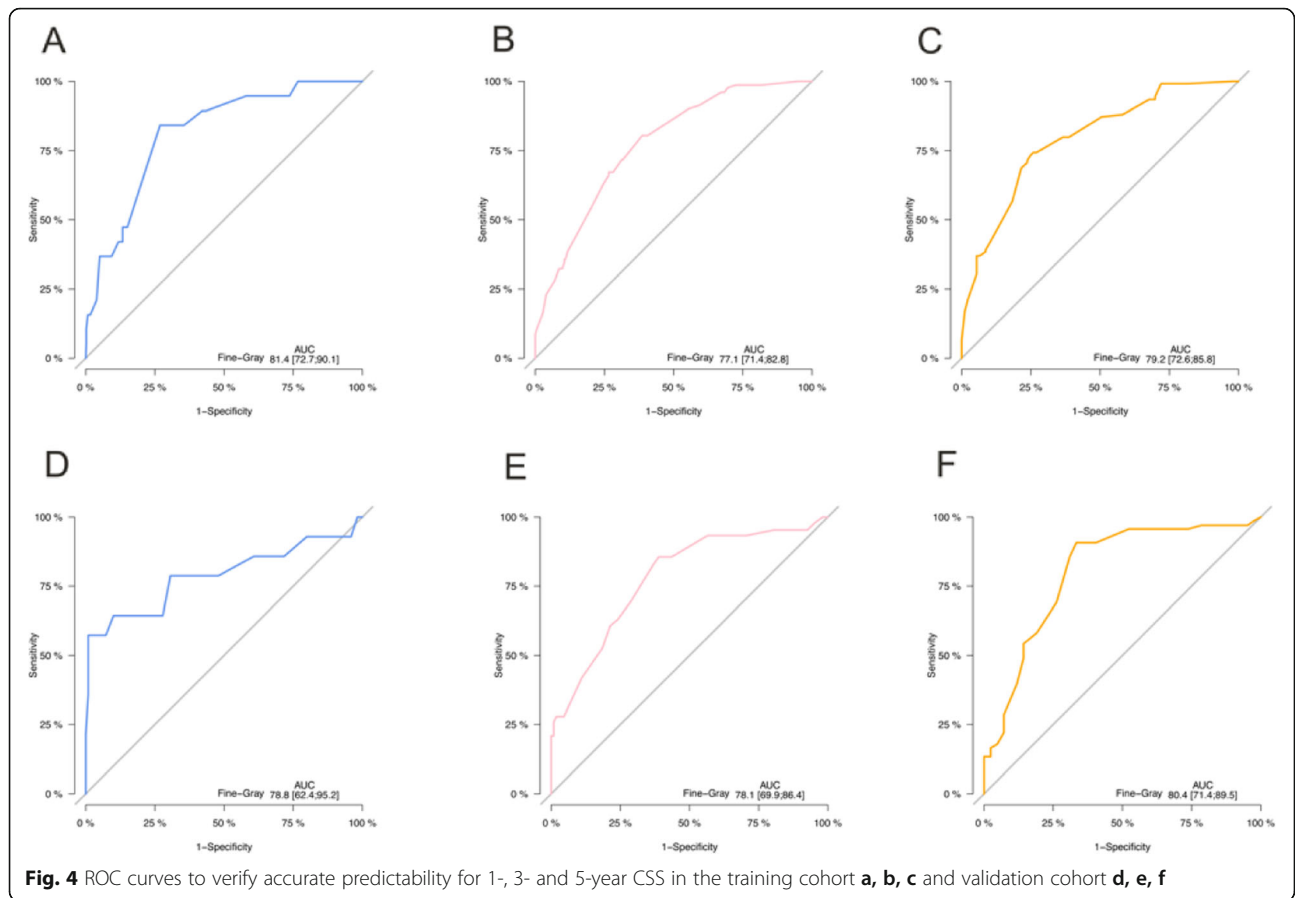 A
100 %
75 %
50 %
25 %
0 %
Sensitivity
AUC
Fine-Gray 81.4 [72.7;90.1]
0 % 25 % 50 % 75 % 100 %
1-Specificity
B
100 %
75 %
50 %
25 %
0 %
Sensitivity
AUC
Fine-Gray 77.1 [71.4;82.8]
0 % 25 % 50 % 75 % 100 %
1-Specificity
C
100 %
75 %
50 %
25 %
0 %
Sensitivity
AUC
Fine-Gray 79.2 [72.6;85.8]
0 % 25 % 50 % 75 % 100 %
1-Specificity
D
100 %
75 %
50 %
25 %
0 %
Sensitivity
AUC
Fine-Gray 78.8 [62.4;95.2]
0 % 25 % 50 % 75 % 100 %
1-Specificity
E
100 %
75 %
50 %
25 %
0 %
Sensitivity
AUC
Fine-Gray 78.1 [69.9;86.4]
0 % 25 % 50 % 75 % 100 %
1-Specificity
F
100 %
75 %
50 %
25 %
0 %
Sensitivity
AUC
Fine-Gray 80.4 [71.4;89.5]
0 % 25 % 50 % 75 % 100 %
1-Specificity
Fig. 4 ROC curves to verify accurate predictability for 1-, 3- and 5-year CSS in the training cohort a, b, c and validation cohort d, e, f